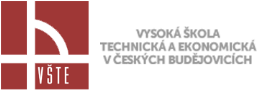 VŠTE
VYSOKÁ ŠKOLA
TECHNICKÁ A EKONOMICKÁ
V ČESKÝCH BUDĚJOVICÍCH